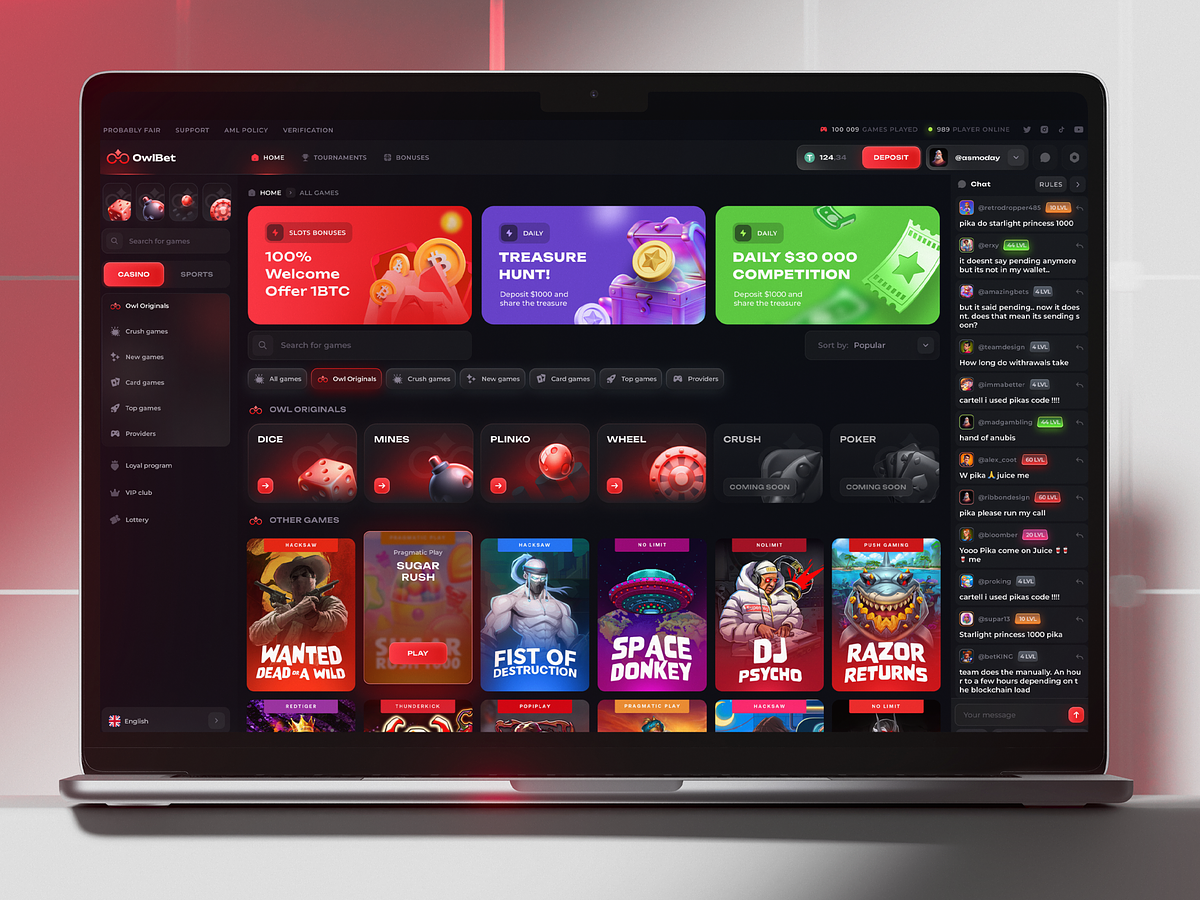 PROBABLY FAIR
SUPPORT
AML POLICY
VERIFICATION
100 009 GAMES PLAYED
989 PLAYER ONLINE
OwlBet
HOME
TOURNAMENTS
BONUSES
124.34
DEPOSIT
@asmoday
Search for games
CASINO
SPORTS
Owl Originals
Crush games
New games
Card games
Top games
Providers
Loyal program
VIP club
Lottery
English
HOME
ALL GAMES
SLOTS BONUSES
100%
Welcome
Offer 1BTC
DAILY
TREASURE
HUNT!
Deposit $1000 and
share the treasure
DAILY
DAILY $30 000
COMPETITION
Deposit $1000 and
share the treasure
Search for games
Sort by: Popular
All games
Owl Originals
Crush games
New games
Card games
Top games
Providers
OWL ORIGINALS
DICE
MINES
PLINKO
WHEEL
CRUSH
COMING SOON
POKER
COMING SOON
OTHER GAMES
HACKSAW
WANTED
DEAD OR A WILD
PRAGMATIC PLAY
Pragmatic Play
SUGAR
RUSH
SUGAR
RUSH 1000
PLAY
HACKSAW
FIST OF
DESTRUCTION
NO LIMIT
SPACE
DONKEY
NOLIMIT
DJ
PSYCHO
PUSH GAMING
RAZOR
RETURNS
REDTIGER
THUNDERKICK
POPIPLAY
PRAGMATIC PLAY
HACKSAW
NO LIMIT
Chat
RULES
@retrodropper485 10 LVL
pika do starlight princess 1000
@erxy 44 LVL
it doesnt say pending anymore
but its not in my wallet..
@amazingbets 4 LVL
but it said pending.. now it does
nt. does that mean its sending s
oon?
@teamdesign 4 LVL
How long do withrawals take
@immabetter 4 LVL
cartell i used pikas code !!!!
@madgambling 44 LVL
hand of anubis
@alex_coot 60 LVL
W pika 🙏 juice me
@ribbondesign 60 LVL
pika please run my call
@bloomber 20 LVL
Yooo Pika come on Juice
me
@preking 4 LVL
cartell i used pikas code !!!!
@supar13 10 LVL
Starlight princess 1000 pika
@betKING 4 LVL
team does the manually. An hou
r to a few hours depending on t
he blockchain load
Your message